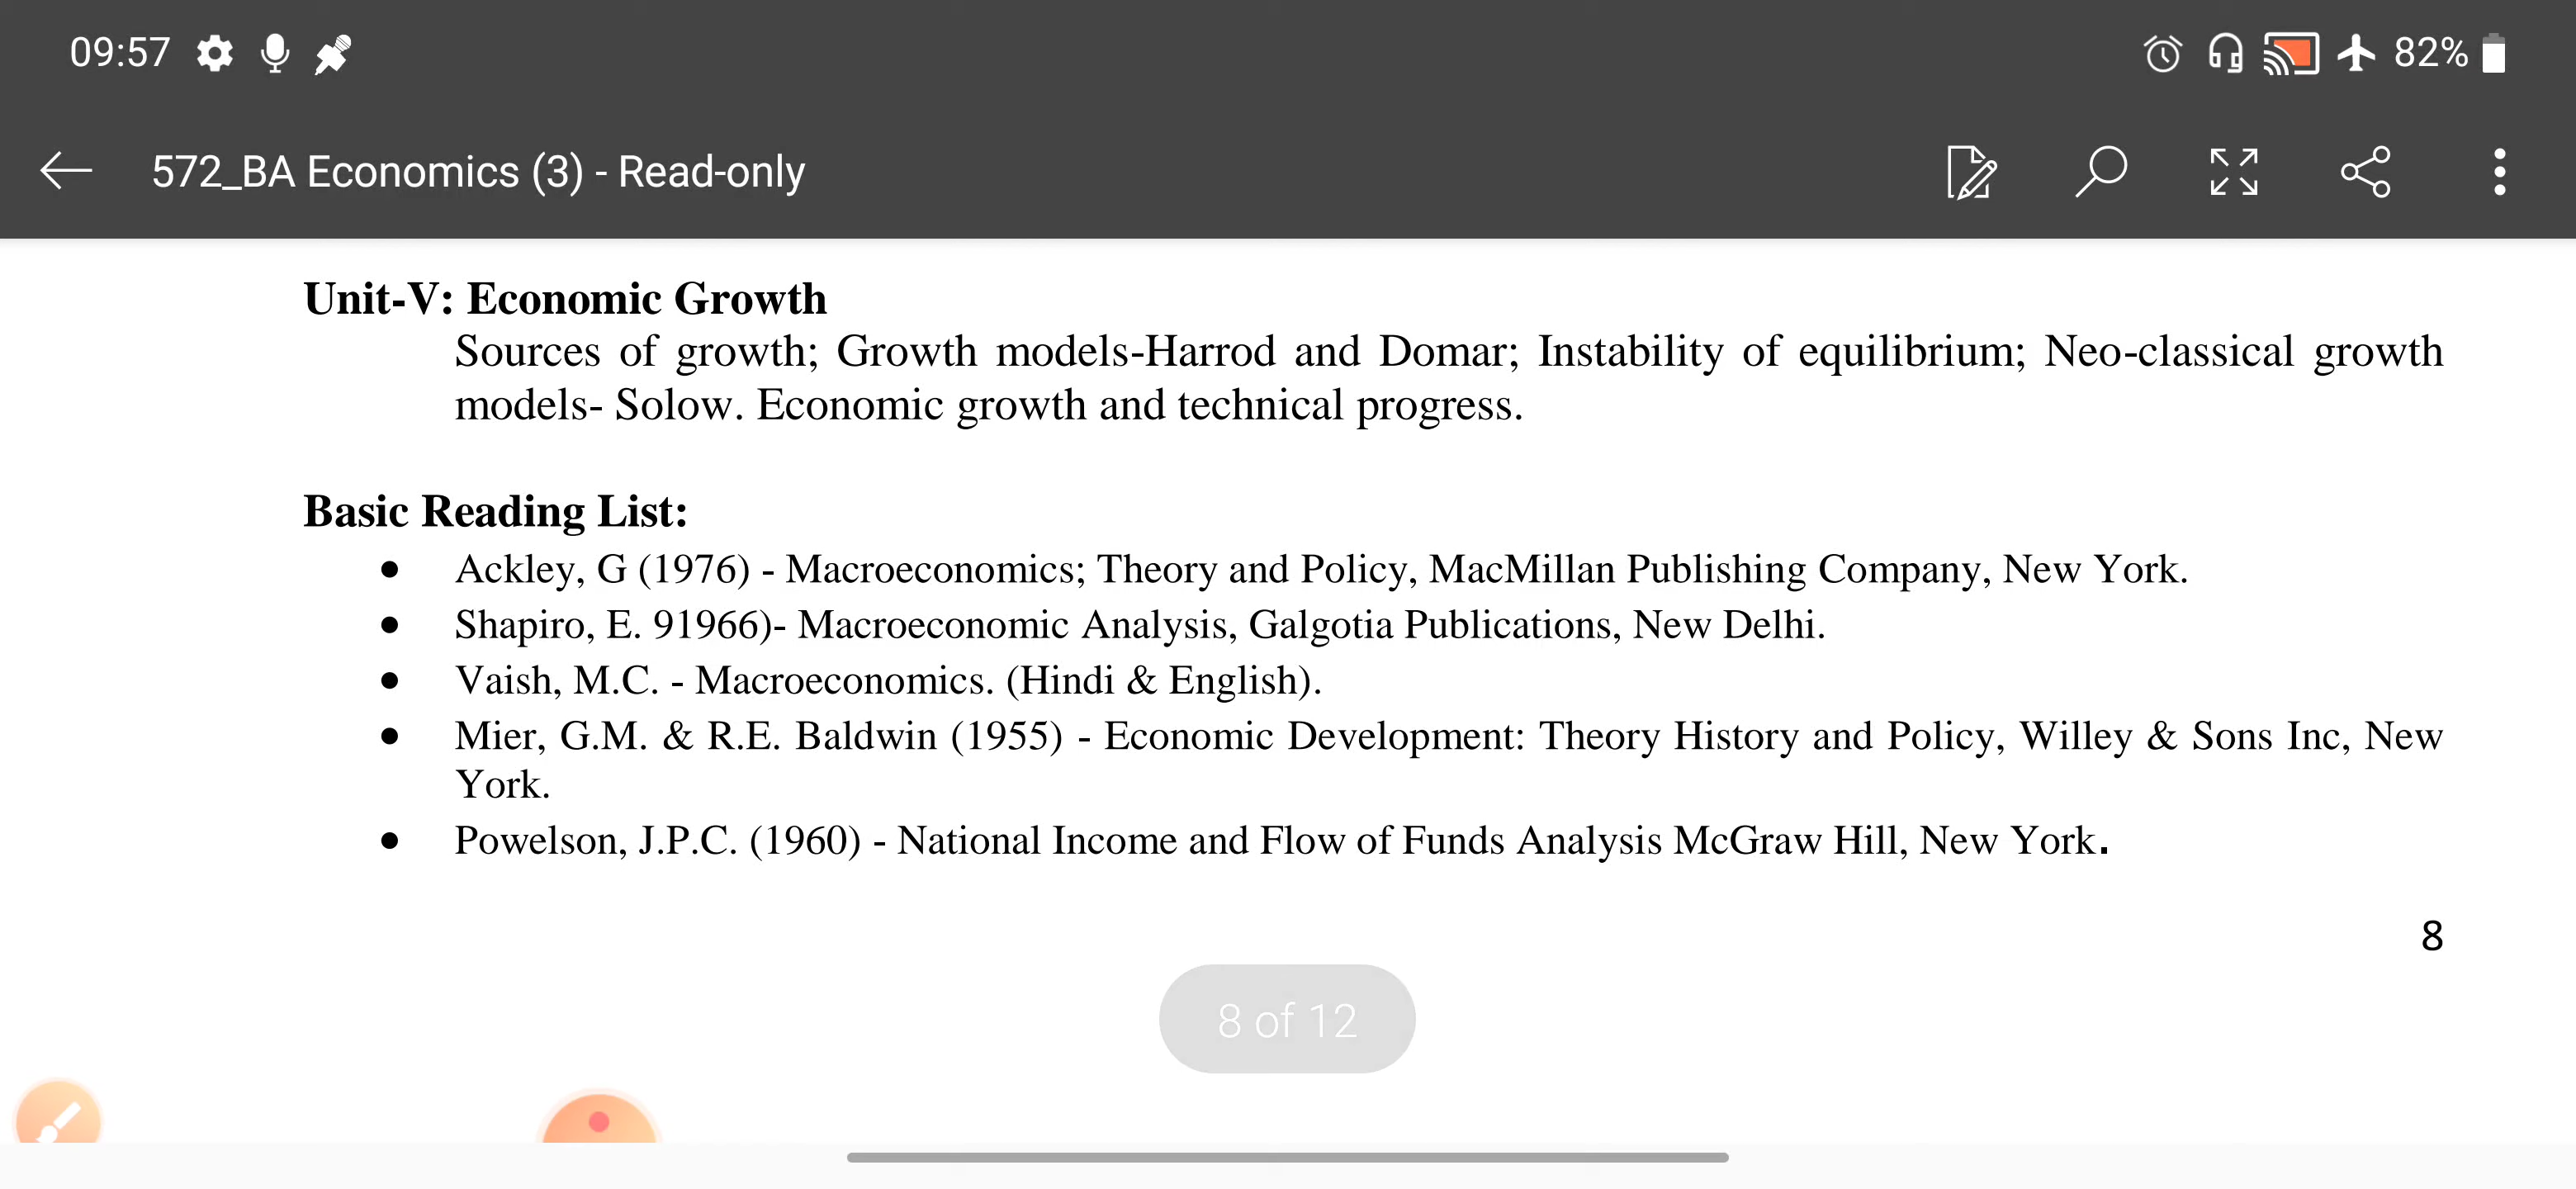 09:57
82%
572_BA Economics (3) - Read-only
Unit-V: Economic Growth
Sources of growth; Growth models-Harrod and Domar; Instability of equilibrium; Neo-classical growth
models- Solow. Economic growth and technical progress.
Basic Reading List:
• Ackley, G (1976) - Macroeconomics; Theory and Policy, MacMillan Publishing Company, New York.
• Shapiro, E. 91966)- Macroeconomic Analysis, Galgotia Publications, New Delhi.
• Vaish, M.C. - Macroeconomics. (Hindi & English).
• Mier, G.M. & R.E. Baldwin (1955) - Economic Development: Theory History and Policy, Willey & Sons Inc, New
York.
• Powelson, J.P.C. (1960) - National Income and Flow of Funds Analysis McGraw Hill, New York.
8
8 of 12